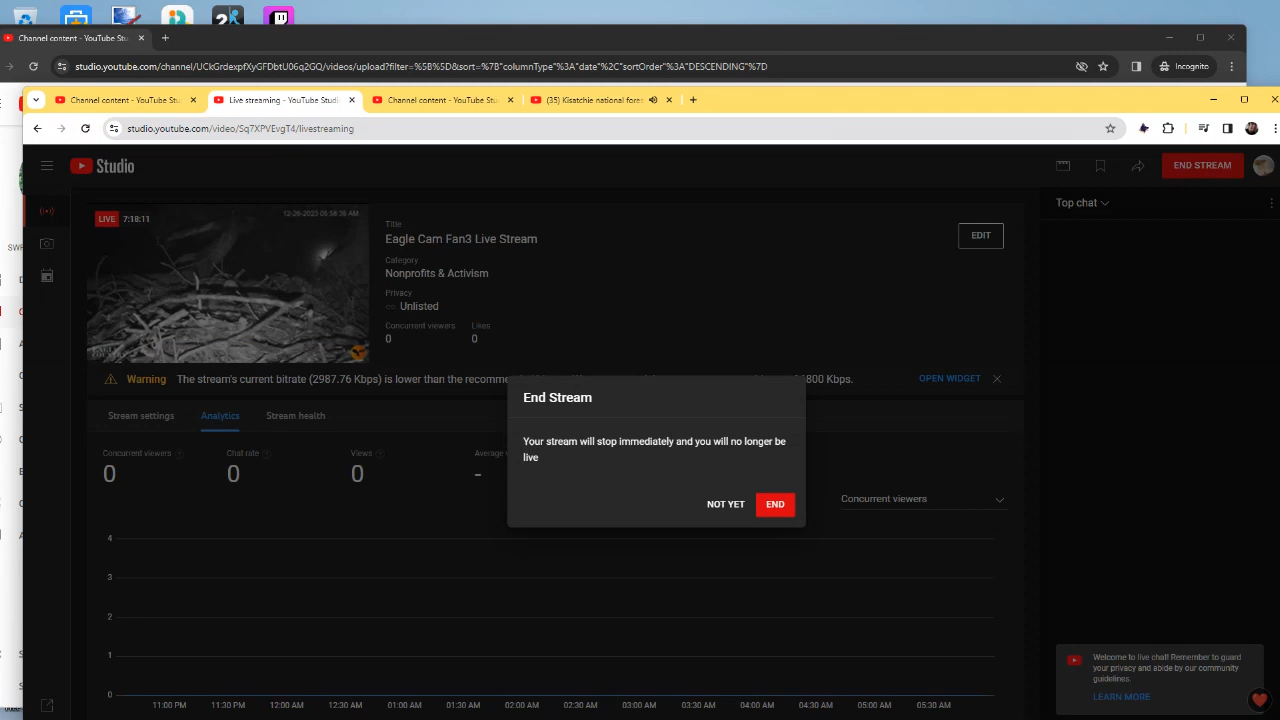 Channel content - YouTube Stu
studio.youtube.com/channel/UCkGrdexpfXyGFDbtU06q2GQ/videos/upload?filter=%5B%5D&sort=%7B"columnType"%3A"date"%2C"sortOrder"%3A"DESCENDING"%7D
Incognito
Channel content - YouTube Stu
Live streaming - YouTube Studi
Channel content - YouTube Stu
(35) Kisatchie national fores
studio.youtube.com/video/Sq7XPVEvgT4/livestreaming
Studio
END STREAM
Top chat
LIVE 7:18:11
12-26-2023 05:58:36 AM
Title
Eagle Cam Fan3 Live Stream
EDIT
Category
Nonprofits & Activism
Privacy
Unlisted
Concurrent viewers Likes
0 0
Warning The stream's current bitrate (2987.76 Kbps) is lower than the recomme
800 Kbps.
OPEN WIDGET
Stream settings Analytics Stream health
End Stream
Your stream will stop immediately and you will no longer be
live
NOT YET END
Concurrent viewers Chat rate Views Average
0 0 0 -
Concurrent viewers
4
3
2
1
0
11:00 PM 11:30 PM 12:00 AM 12:30 AM 01:00 AM 01:30 AM 02:00 AM 02:30 AM 03:00 AM 03:30 AM 04:00 AM 04:30 AM 05:00 AM 05:30 AM
Welcome to live chat! Remember to guard
your privacy and abide by our community
guidelines.
LEARN MORE